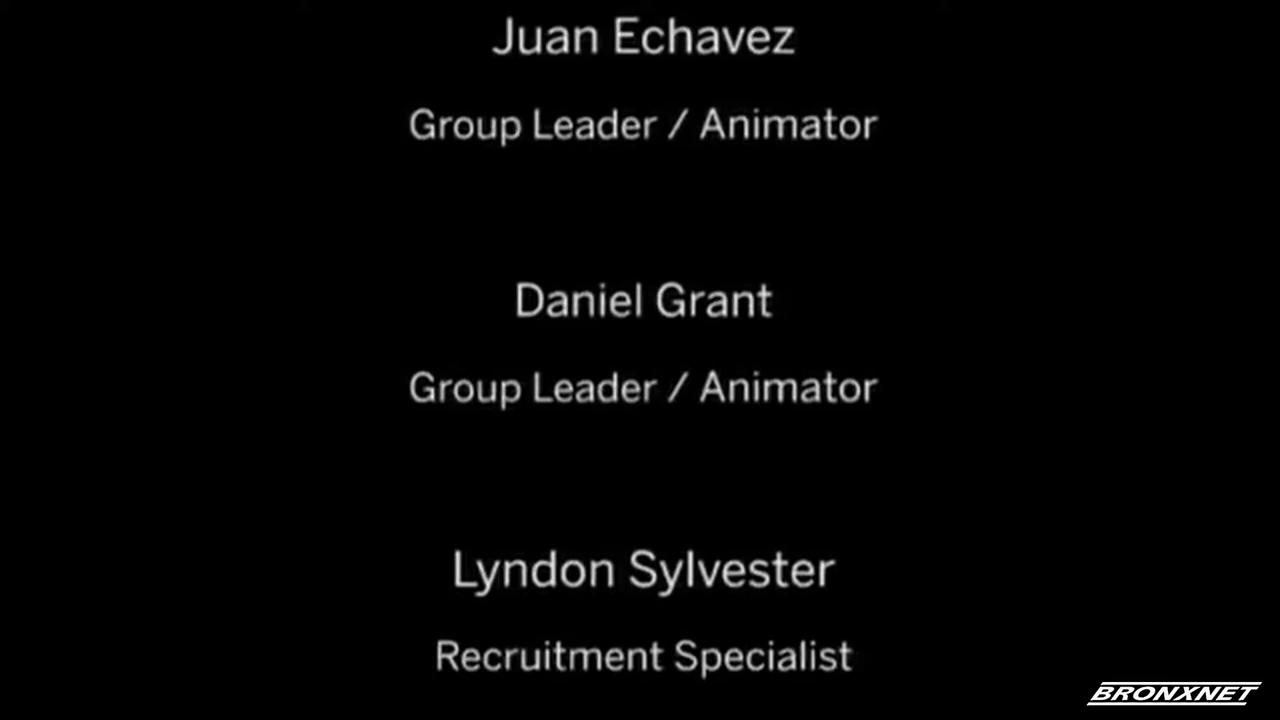 Juan Echavez
Group Leader / Animator
Daniel Grant
Group Leader / Animator
Lyndon Sylvester
Recruitment Specialist
BRONXNET